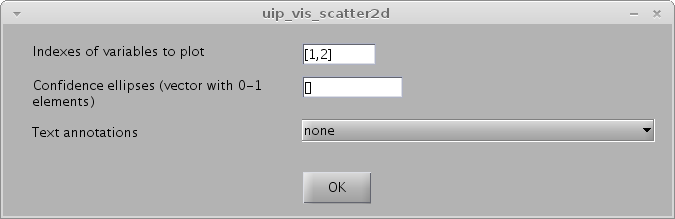 uip_vis_scatter2d
Indexes of variables to plot
[1,2]
Confidence ellipses (vector with 0-1
elements)
[]
Text annotations
none
OK